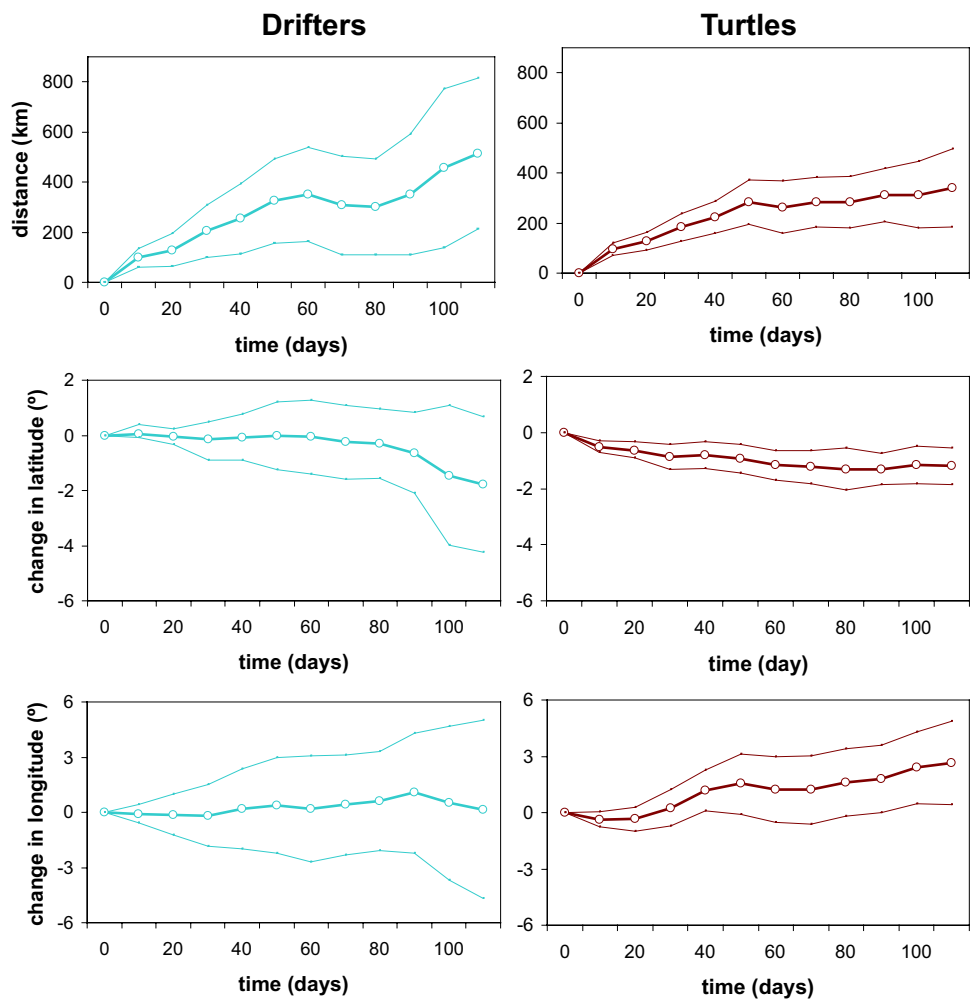 Drifters
Turtles
distance (km)
800
600
400
200
0
0 20 40 60 80 100
time (days)
800
600
400
200
0
0 20 40 60 80 100
time (days)
change in latitude (º)
2
0
-2
-4
-6
0 20 40 60 80 100
time (days)
2
0
-2
-4
-6
0 20 40 60 80 100
time (day)
change in longitude (º)
6
3
0
-3
-6
0 20 40 60 80 100
time (days)
6
3
0
-3
-6
0 20 40 60 80 100
time (days)